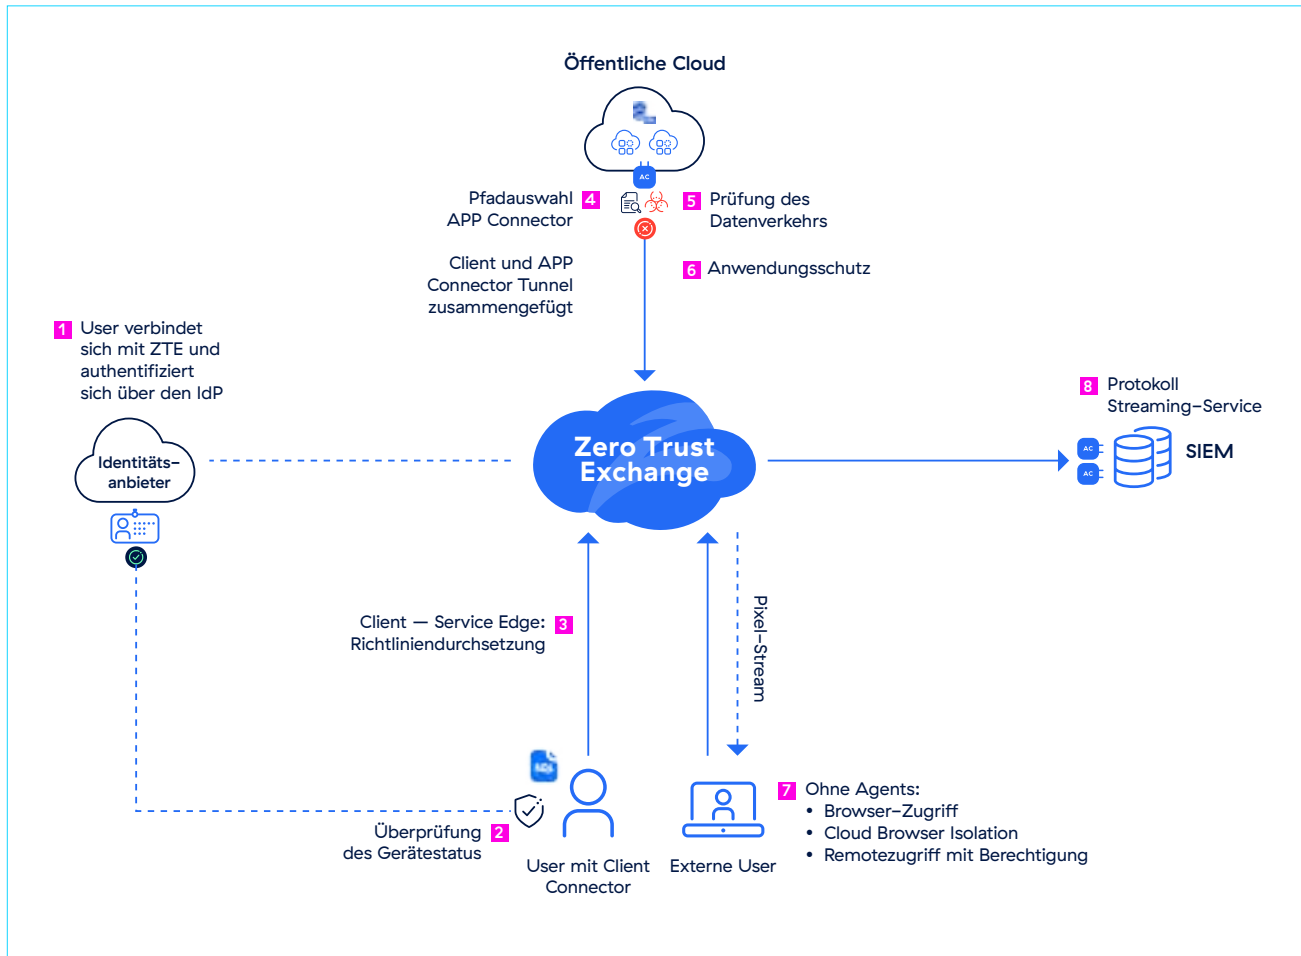 Öffentliche Cloud
AC
Pfadauswahl
APP Connector
4
5
Prüfung des
Datenverkehrs
Client und APP
Connector Tunnel
zusammengefügt
6
Anwendungsschutz
1
User verbindet
sich mit ZTE und
authentifiziert
sich über den IdP
Identitäts-
anbieter
Zero Trust
Exchange
8
Protokoll
Streaming-Service
AC
AC
SIEM
Client — Service Edge:
Richtliniendurchsetzung
3
Pixel-Stream
Überprüfung
des Gerätestatus
2
User mit Client
Connector
Externe User
7
Ohne Agents:
• Browser-Zugriff
• Cloud Browser Isolation
• Remotezugriff mit Berechtigung